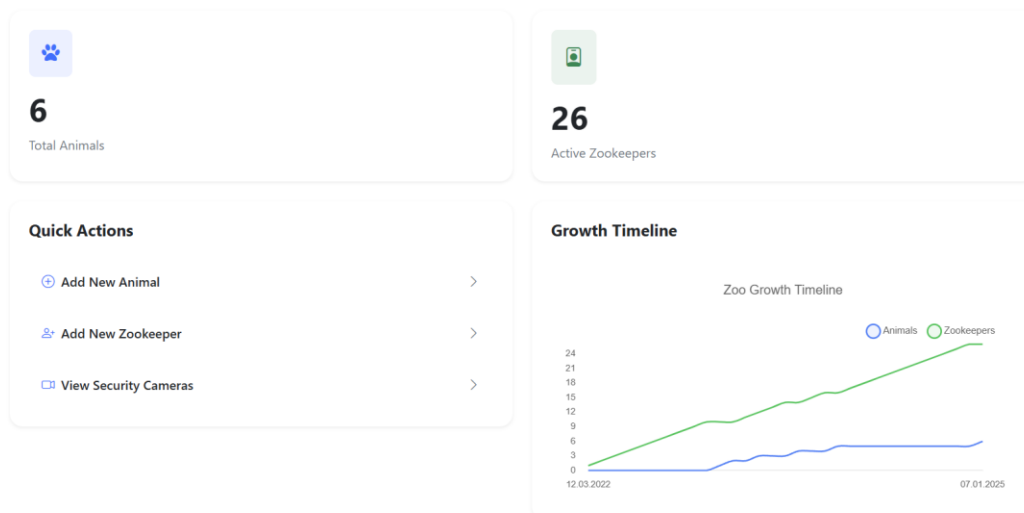 6
Total Animals
26
Active Zookeepers
Quick Actions
Add New Animal
Add New Zookeeper
View Security Cameras
Growth Timeline
Zoo Growth Timeline
Animals Zookeepers
24
21
18
15
12
9
6
3
0
12.03.2022 07.01.2025